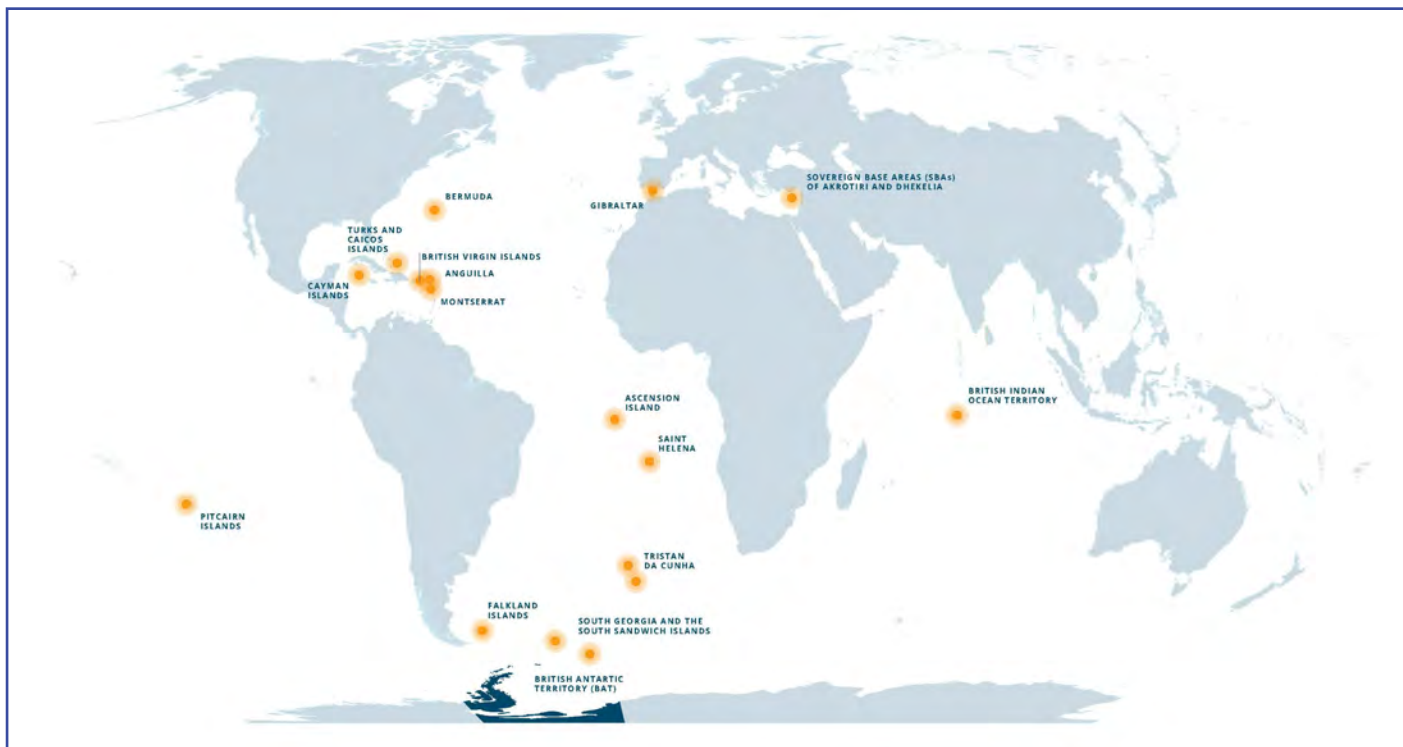 BERMUDA
GIBRALTAR
SOVEREIGN BASE AREAS (SBAs)
OF AKROTIRI AND DHEKELIA
TURKS AND
CAICOS
ISLANDS
BRITISH VIRGIN ISLANDS
ANGUILLA
CAYMAN
ISLANDS
MONTSERRAT
ASCENSION
ISLAND
BRITISH INDIAN
OCEAN TERRITORY
SAINT
HELENA
PITCAIRN
ISLANDS
TRISTAN
DA CUNHA
FALKLAND
ISLANDS
SOUTH GEORGIA AND THE
SOUTH SANDWICH ISLANDS
BRITISH ANTARTIC
TERRITORY (BAT)